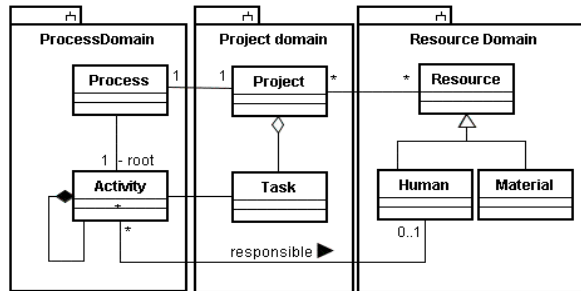 ProcessDomain
Project domain
Resource Domain
Process
1
1
Project
*
*
Resource
1
- root
Activity
*
Task
Human
Material
*
responsible
0..1